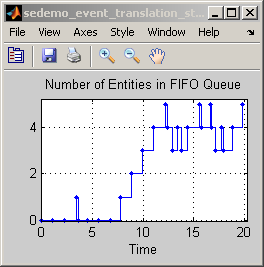 sedemo_event_translation_st...
File View Axes Style Window
Number of Entities in FIFO Queue
4
2
0
0 5 10 15 20
Time